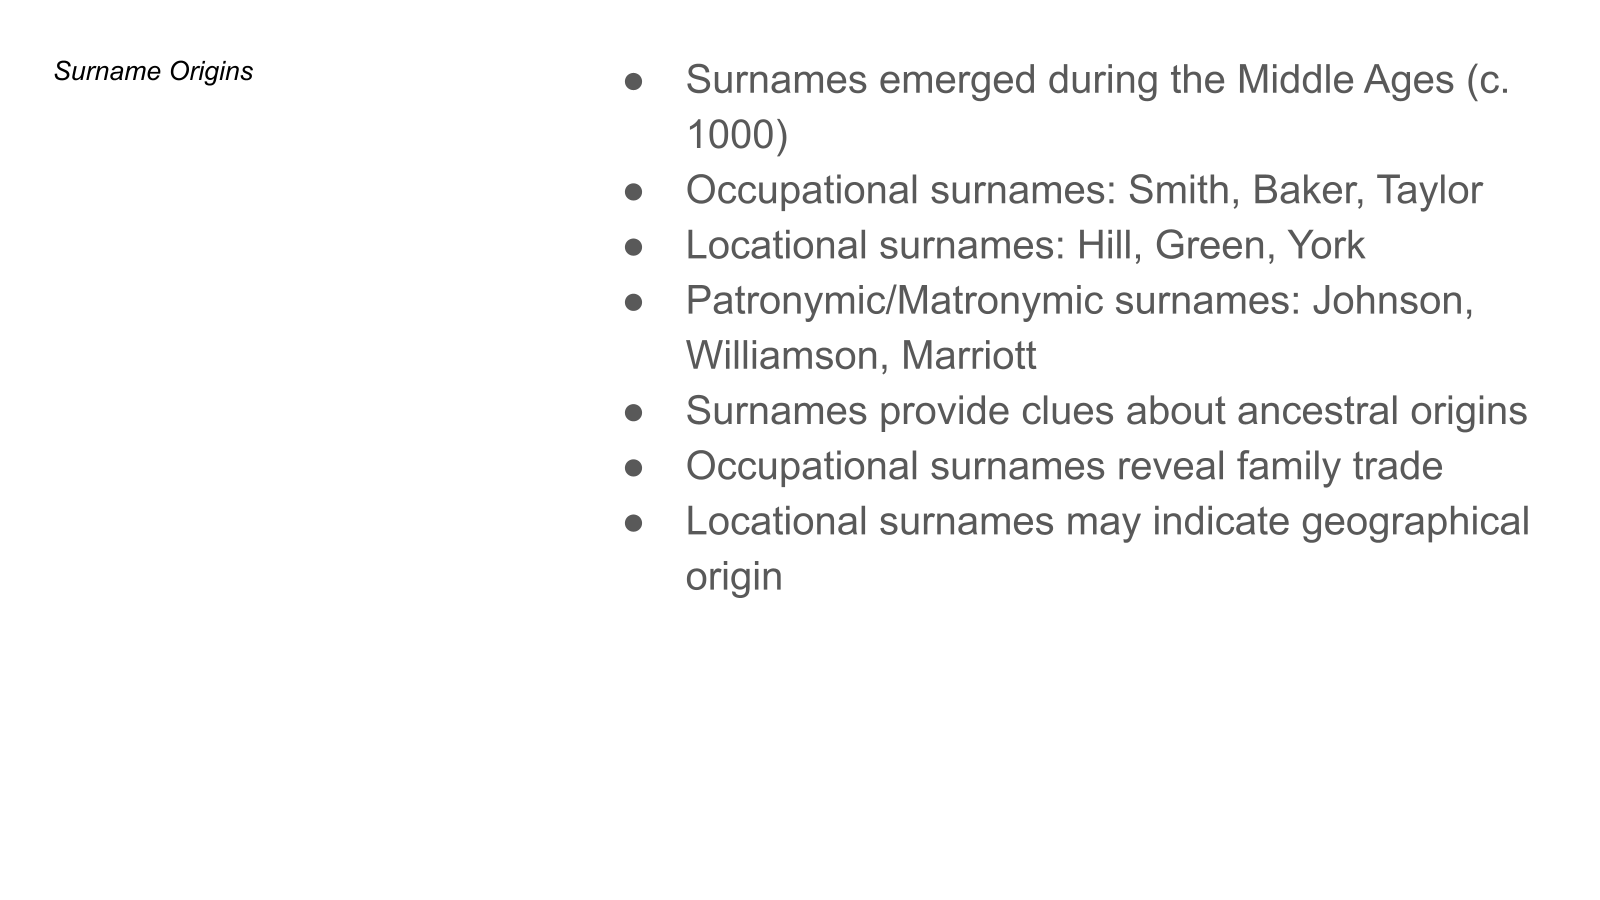 Surname Origins
● Surnames emerged during the Middle Ages (c.
1000)
● Occupational surnames: Smith, Baker, Taylor
● Locational surnames: Hill, Green, York
● Patronymic/Matronymic surnames: Johnson,
Williamson, Marriott
● Surnames provide clues about ancestral origins
● Occupational surnames reveal family trade
● Locational surnames may indicate geographical
origin